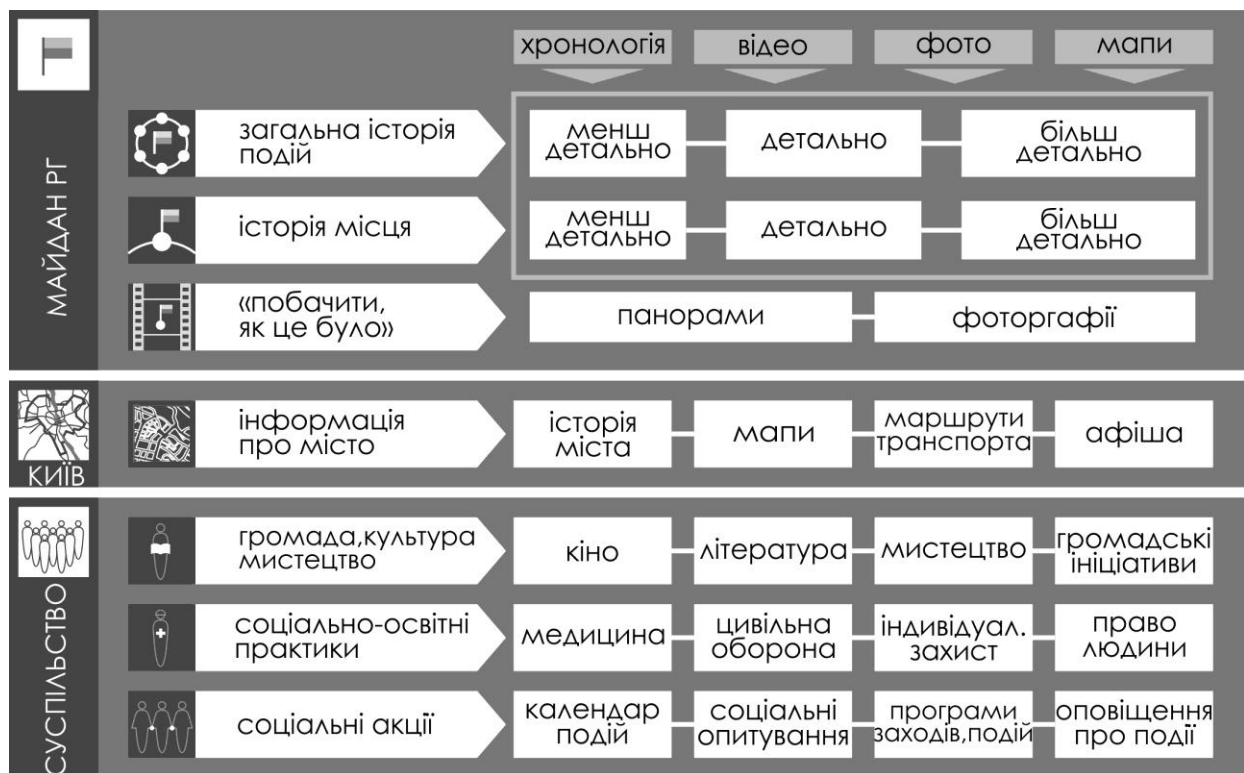 МАЙДАН РГ
хронологія
відео
фото
мапи
загальна історія
подій
менш
детально
детально
більш
детально
історія місця
менш
детально
детально
більш
детально
«побачити,
як це було»
панорами
фоторгафії
КИЇВ
інформація
про місто
історія
міста
мапи
маршрути
транспорта
афіша
СУСПІЛЬСТВО
громада,культура
мистецтво
кіно
література
мистецтво
громадські
ініціативи
соціально-освітні
практики
медицина
цивільна
оборона
індивідуал.
захист
право
людини
соціальні акції
календар
подій
соціальні
опитування
програми
заходів,подій
оповіщення
про події